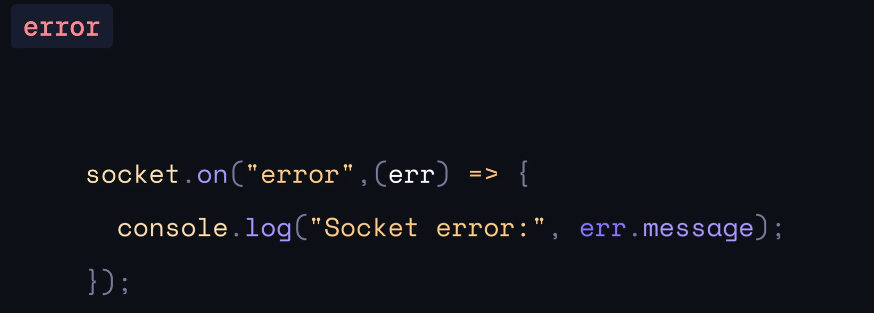 error
socket.on("error",(err) => {
  console.log("Socket error:", err.message);
});